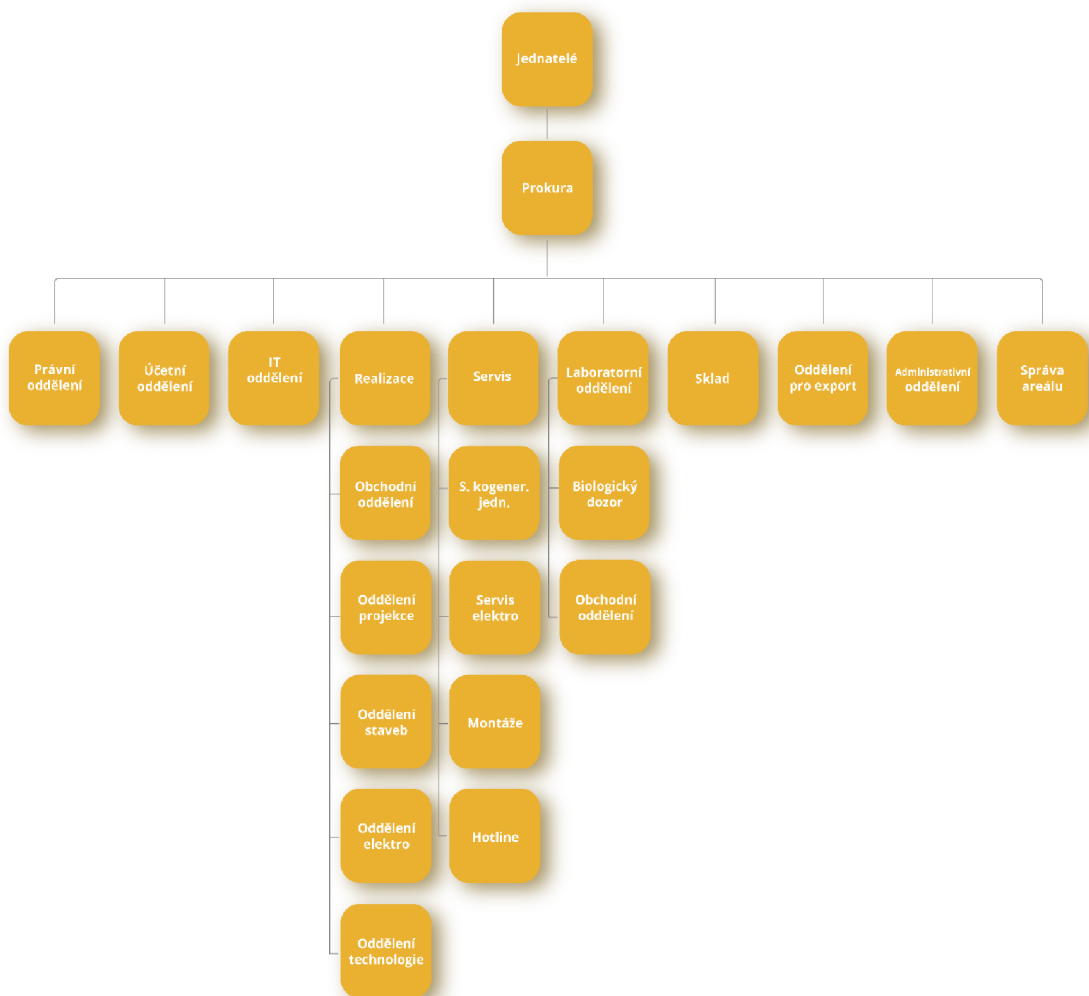 Jednatelé
Prokura
Právní
oddělení
Účetní
oddělení
IT
oddělení
Realizace
Servis
Laboratorní
oddělení
Sklad
Oddělení
pro export
Administrativní
oddělení
Správa
areálu
Obchodní
oddělení
S. kogener.
jedn.
Biologický
dozor
Oddělení
projekce
Servis
elektro
Obchodní
oddělení
Oddělení
staveb
Montáže
Oddělení
elektro
Hotline
Oddělení
technologie